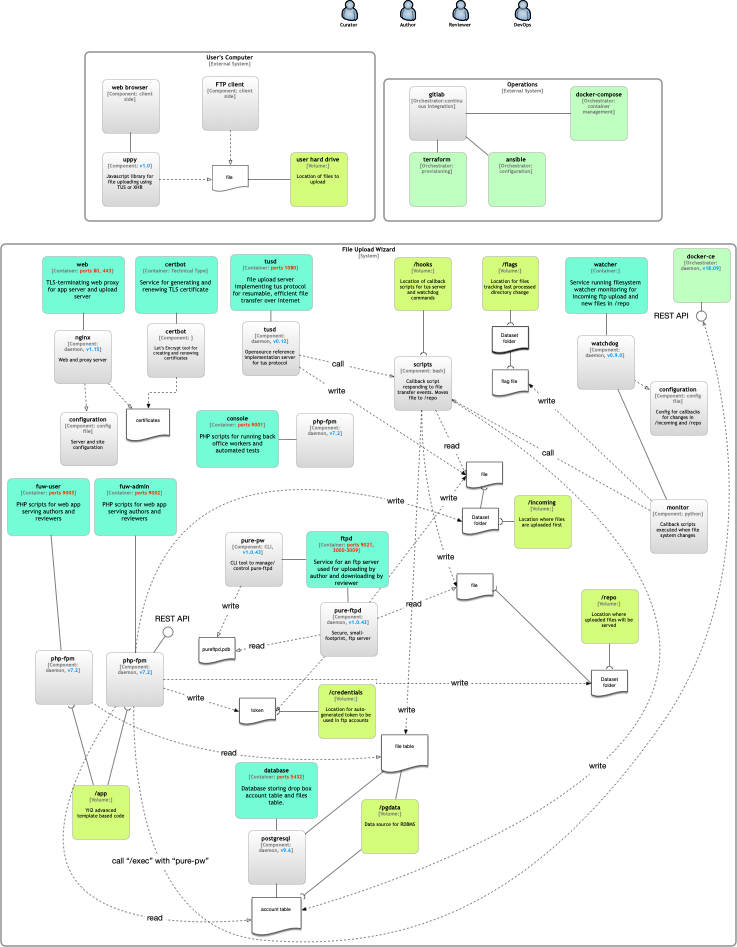 Curator
Author
Reviewer
DevOps
User's Computer
[External System]
web browser
[Component: client
side]
FTP client
[Component: client
side]
uppy
[Component: v1.0]
Javascript library for
file uploading using
TUS or XHR
file
user hard drive
[Volume:]
Location of files to
upload
Operations
[External System]
gitlab
[Orchestrator:continu
ous integration]
docker-compose
[Orchestrator:
container
management]
terraform
[Orchestrator:
provisioning]
ansible
[Orchestrator:
configuration]
File Upload Wizard
[System]
web
[Container: ports 80, 443]
TLS-terminating web proxy
for app server and upload
server
certbot
[Container: Technical Type]
Service for generating and
renewing TLS certificate
tusd
[Container: ports 1080]
file upload server
implementing tus protocol
for resumable, efficient file
transfer over internet
/hooks
[Volume:]
Location of callback
scripts for tus server
and watchdog
commands
/flags
[Volume:]
Location for files
tracking last processed
directory change
watcher
[Container:]
Service running filesystem
watcher monitoring for
incoming ftp upload and
new files in /repo
docker-ce
[Orchestrator:
daemon, v18.09]
REST API
nginx
[Component:
daemon, v1.15]
Web and proxy server
certbot
[Component: ]
Let's Encrypt tool for
creating and renewing
certificates
tusd
[Component:
daemon, v0.12]
Opensource reference
implementation server
for tus protocol
call
write
scripts
[Component: bash]
Callback script
responding to file
transfer events. Moves
file to /repo
Dataset
folder
flag file
watchdog
[Component:
daemon, v0.9.0]
configuration
[Component: config
file]
Config for callbacks
for changes in
/incoming and /repo
write
configuration
[Component: config
file]
Server and site
configuration
certificates
console
[Container: ports 9001]
PHP scripts for running back
office workers and
automated tests
php-fpm
[Component:
daemon, v7.2]
read
call
file
write
write
Dataset
folder
/incoming
[Volume:]
Location where files
are uploaded first
monitor
[Component: python]
Callback scripts
executed when file
system changes
fuw-user
[Container: ports 9003]
PHP scripts for web app
serving authors and
reviewers
fuw-admin
[Container: ports 9002]
PHP scripts for web app
serving authors and
reviewers
pure-pw
[Component: CLI,
v1.0.43]
CLI tool to manage/
control pure-ftpd
ftpd
[Container: ports 9021,
3000-3009]
Service for an ftp server
used for uploading by
author and downloading by
reviewer
write
file
write
pure-ftpd
[Component:
daemon, v1.0.43]
Secure, small-
footprint, ftp server
read
/repo
[Volume:]
Location where
uploaded files will be
served
REST API
pureftpd.pdb
read
php-fpm
[Component:
daemon, v7.2]
php-fpm
[Component:
daemon, v7.2]
write
Dataset
folder
write
token
/credentials
[Volume:]
Location for auto-
generated token to be
used in ftp accounts
write
read
file table
write
database
[Container: ports 5432]
Database storing drop box
account table and files
table.
/app
[Volume:]
Yii2 advanced
template based code
/pgdata
[Volume:]
Data source for RDBMS
postgresql
[Component:
daemon, v9.6]
call "/exec" with "pure-pw"
read
account table